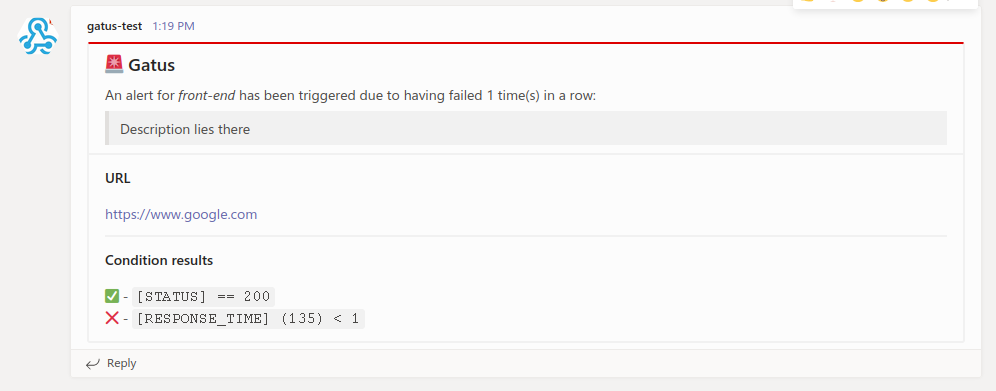 gatus-test 1:19 PM
Gatus
An alert for front-end has been triggered due to having failed 1 time(s) in a row:
Description lies there
URL
https://www.google.com
Condition results
- [STATUS] == 200
- [RESPONSE_TIME] (135) < 1
Reply